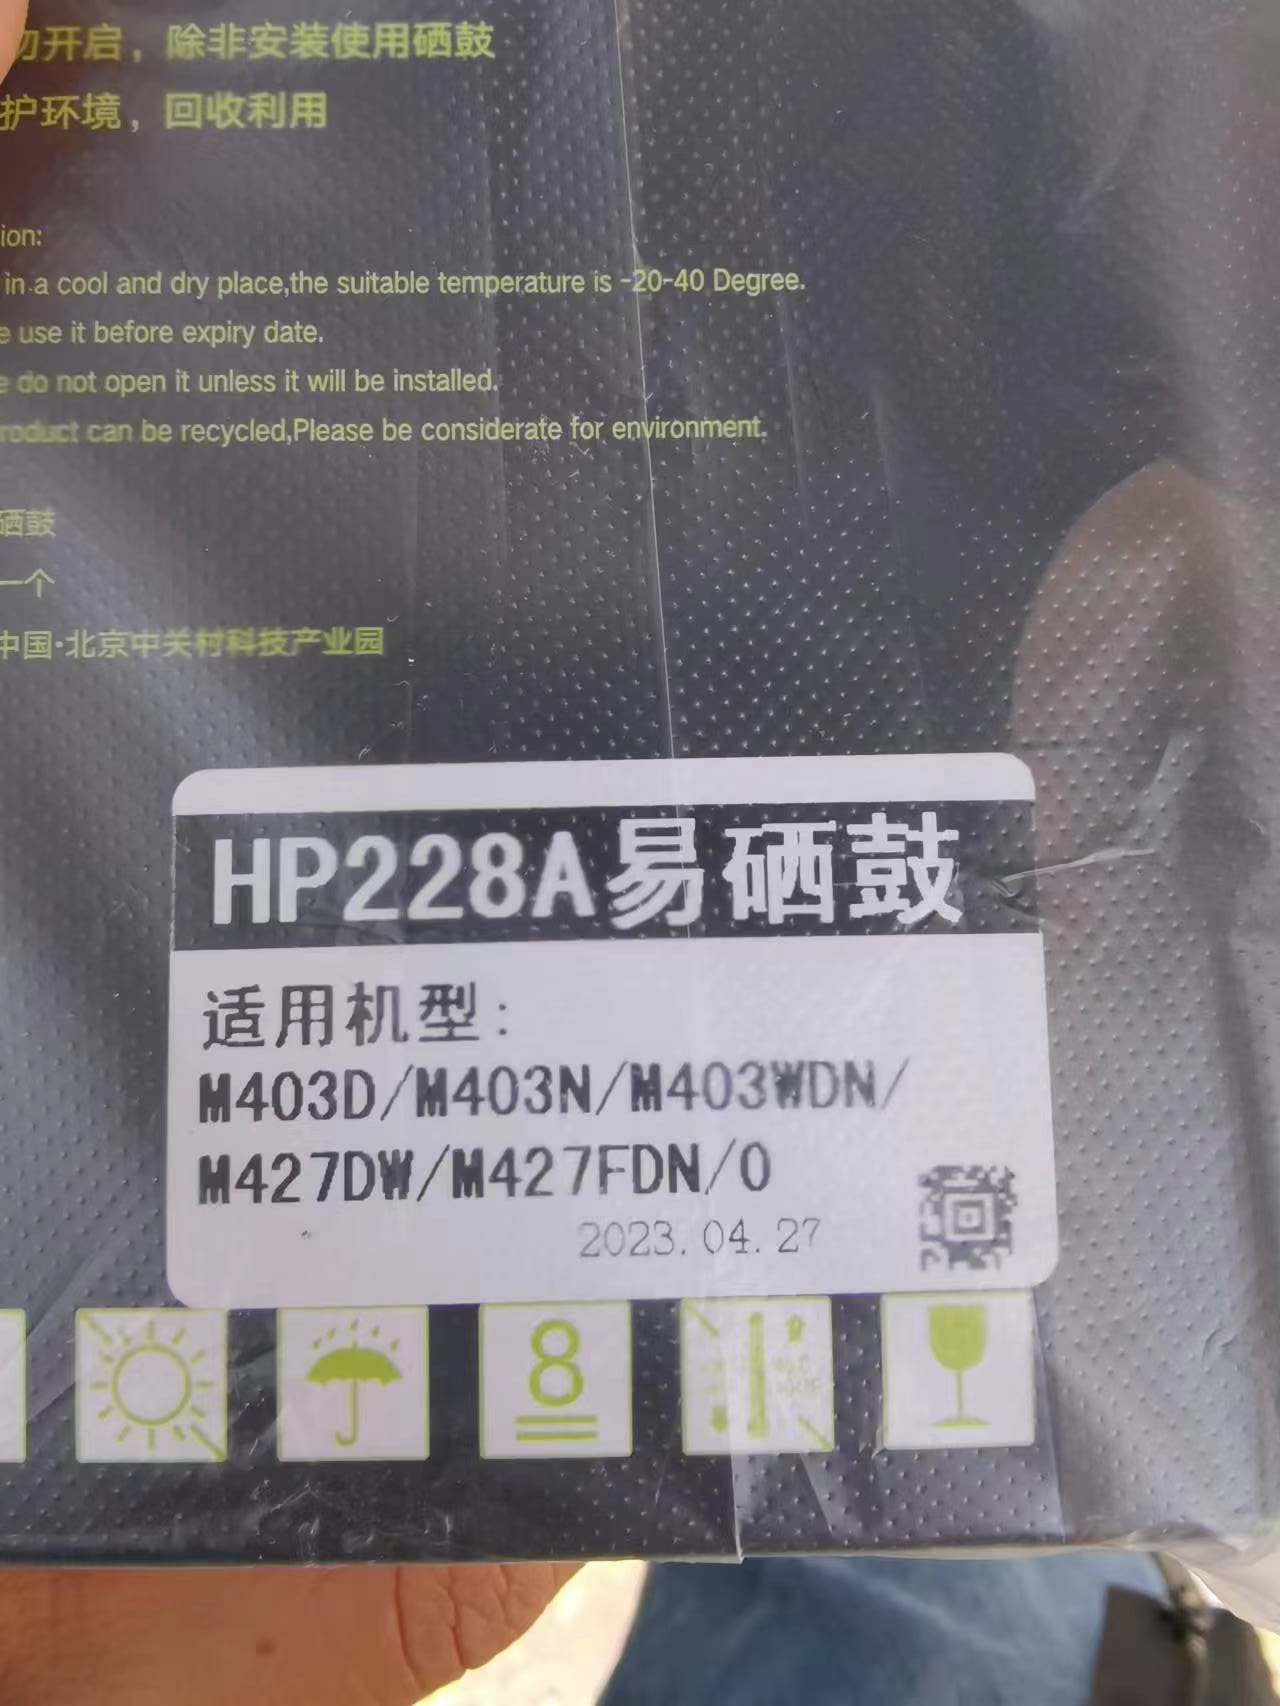 勿开启，除非安装使用硒鼓
护环境，回收利用
ion:
in a cool and dry place,the suitable temperature is -20-40 Degree.
e use it before expiry date.
e do not open it unless it will be installed.
roduct can be recycled,Please be considerate for environment.
硒鼓
一个
中国·北京中关村科技产业园
HP228A易硒鼓
适用机型:
M403D/M403N/M403WDN/
M427DW/M427FDN/0
2023.04.27
8